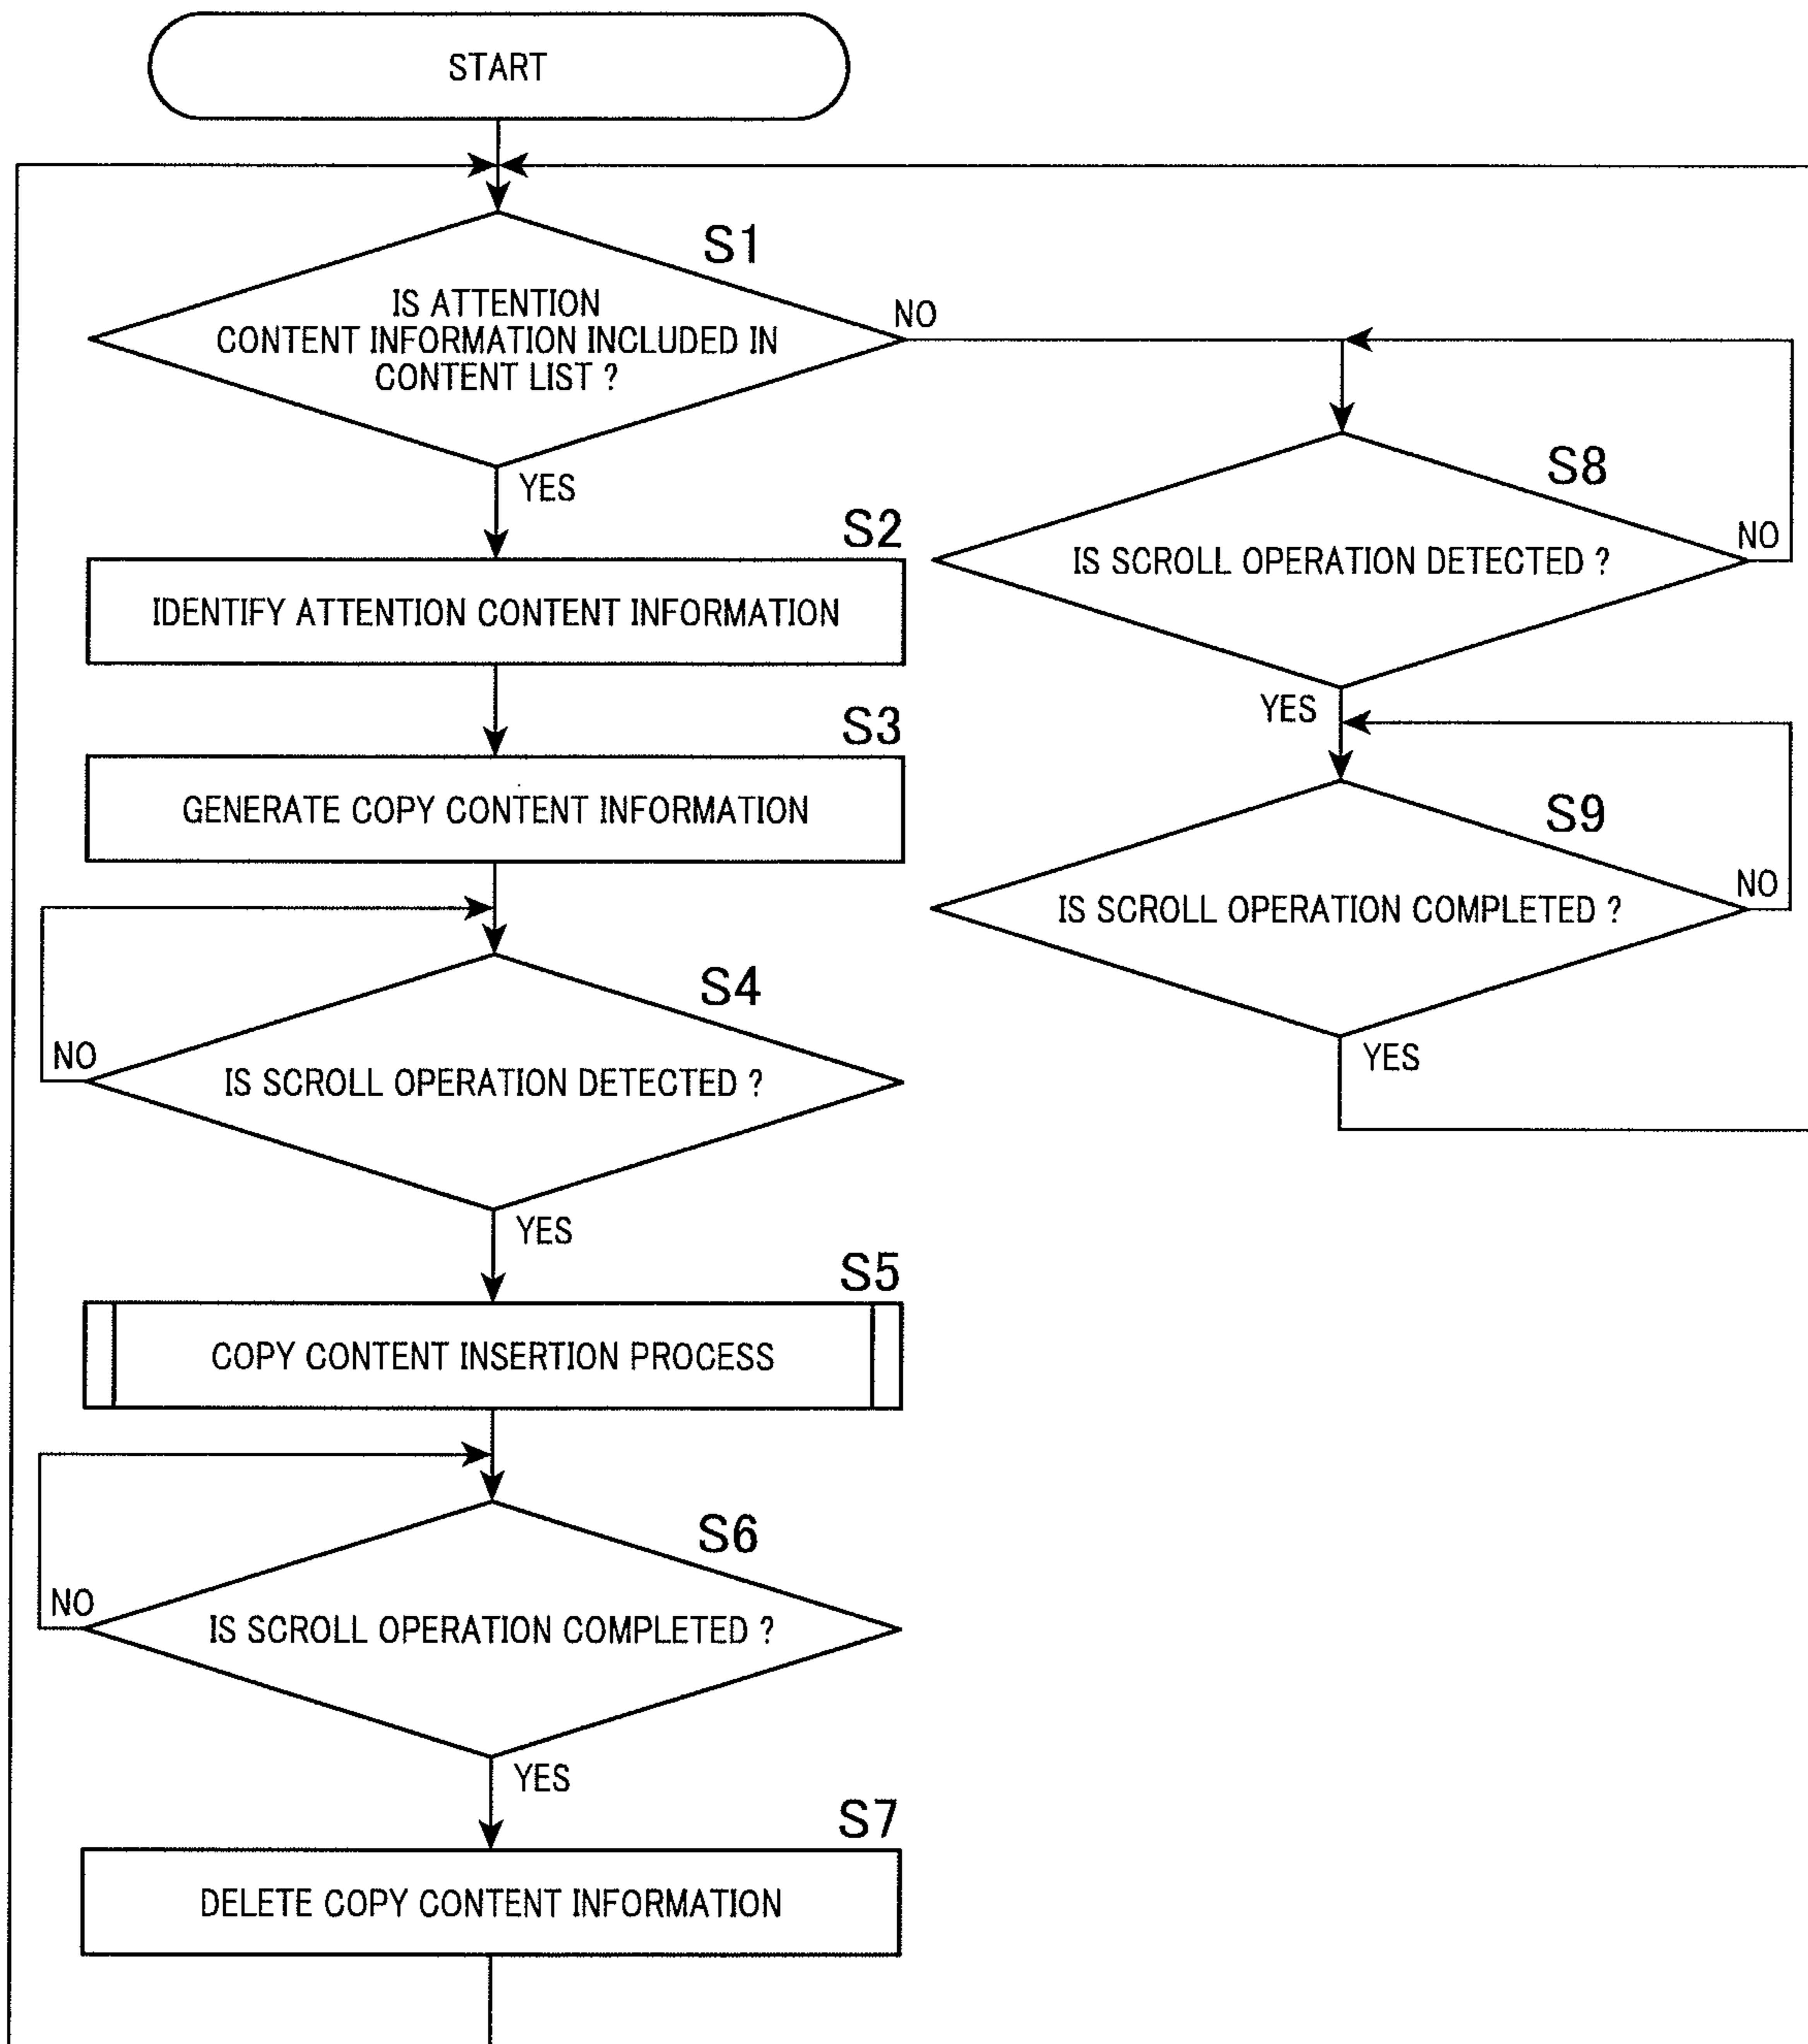 START
S1
IS ATTENTION
CONTENT INFORMATION INCLUDED IN
CONTENT LIST ?
NO
YES
S2
IDENTIFY ATTENTION CONTENT INFORMATION
S3
GENERATE COPY CONTENT INFORMATION
S4
NO
IS SCROLL OPERATION DETECTED ?
YES
S5
COPY CONTENT INSERTION PROCESS
S6
NO
IS SCROLL OPERATION COMPLETED ?
YES
S7
DELETE COPY CONTENT INFORMATION
S8
NO
IS SCROLL OPERATION DETECTED ?
YES
S9
NO
IS SCROLL OPERATION COMPLETED ?
YES